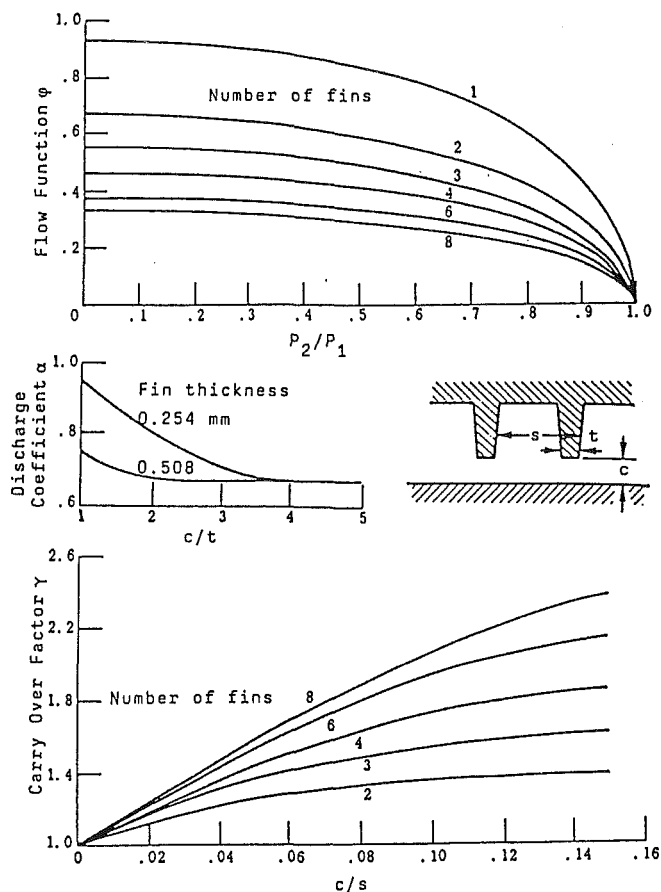 Flow Function φ
1.0
.8
.6
.4
.2
0
Number of fins
1
2
3
4
6
8
0 .1 .2 .3 .4 .5 .6 .7 .8 .9 1.0
P2/P1
Discharge
Coefficient α
1.0
.8
.6
Fin thickness
0.254 mm
0.508
1 2 3 4 5
c/t
s
t
c
Carry Over Factor γ
2.6
2.2
1.8
1.4
1.0
Number of fins
8
6
4
3
2
0 .02 .04 .06 .08 .10 .12 .14 .16
c/s